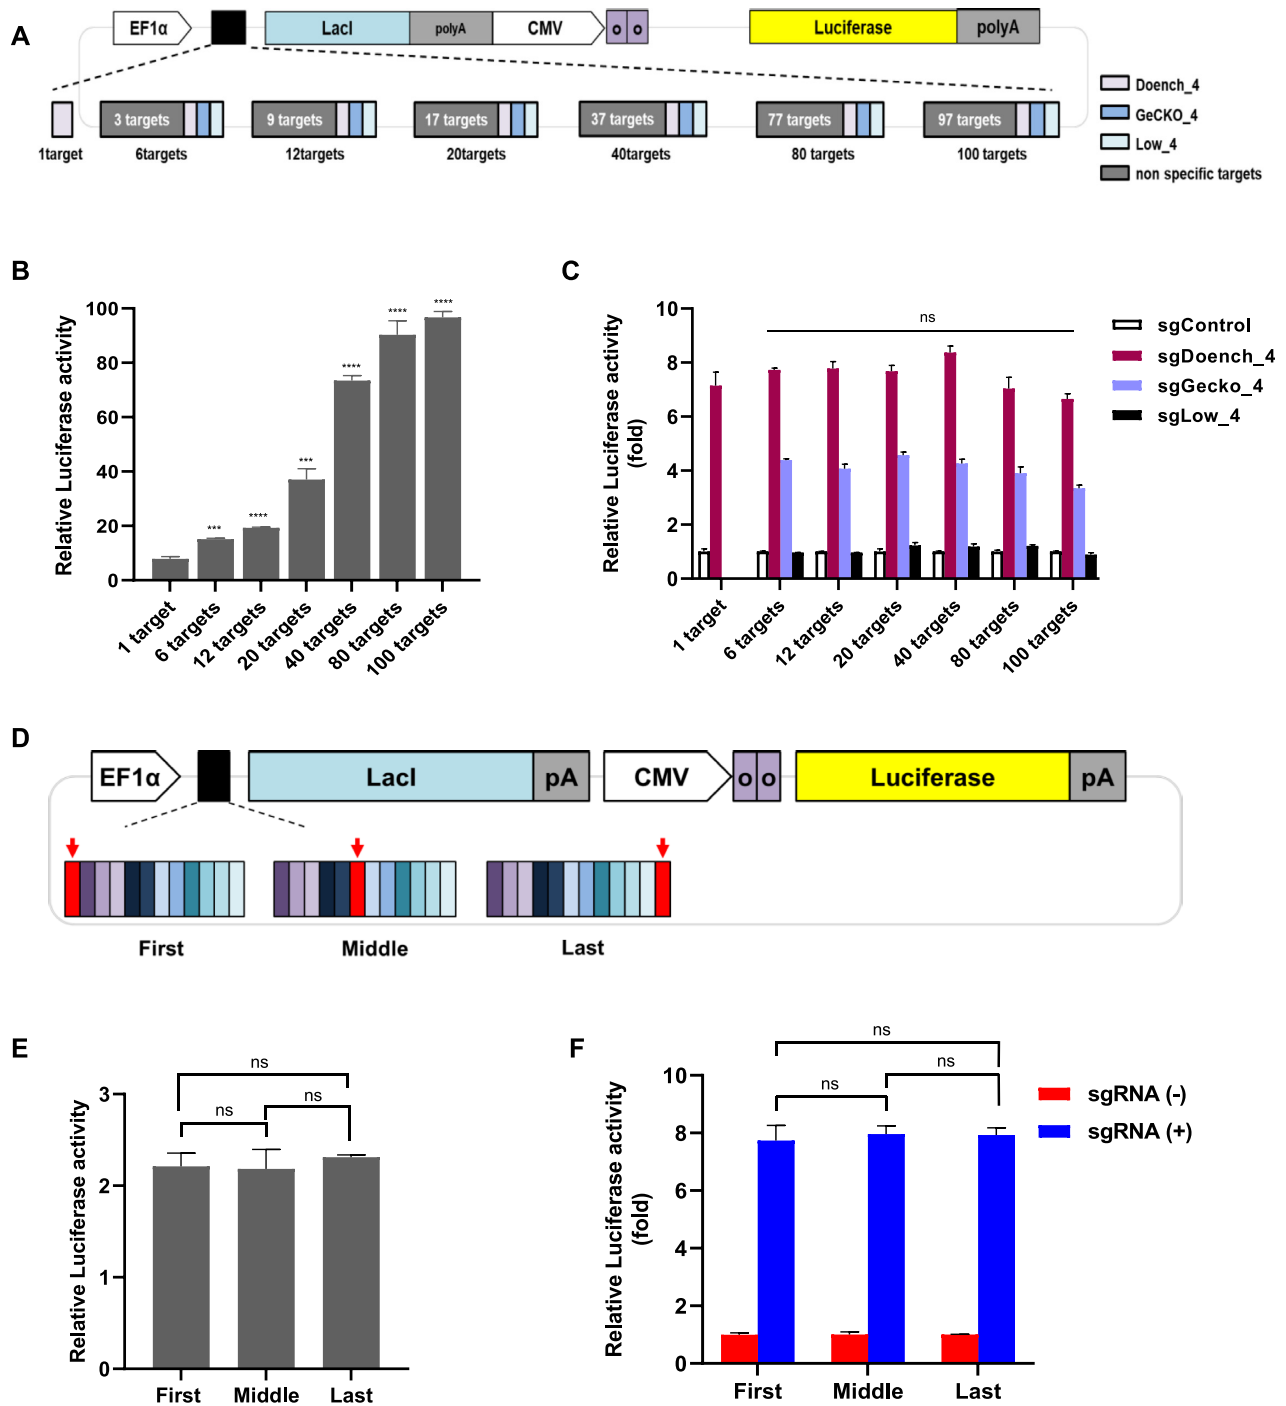 A
EF1α
LacI
polyA
CMV
o o
Luciferase
polyA
3 targets
9 targets
17 targets
37 targets
77 targets
97 targets
1target
6targets
12targets
20targets
40targets
80 targets
100 targets
Doench_4
GeCKO_4
Low_4
non specific targets
B
Relative Luciferase activity
100
80
60
40
20
0
***
****
***
****
****
****
1 target
6 targets
12 targets
20 targets
40 targets
80 targets
100 targets
C
Relative Luciferase activity
(fold)
10
8
6
4
2
0
ns
1 target
6 targets
12 targets
20 targets
40 targets
80 targets
100 targets
sgControl
sgDoench_4
sgGecko_4
sgLow_4
D
EF1α
LacI
pA
CMV
o o
Luciferase
pA
First
Middle
Last
E
Relative Luciferase activity
3
2
1
0
ns
ns
ns
First
Middle
Last
F
Relative Luciferase activity
(fold)
10
8
6
4
2
0
ns
ns
ns
First
Middle
Last
sgRNA (-)
sgRNA (+)